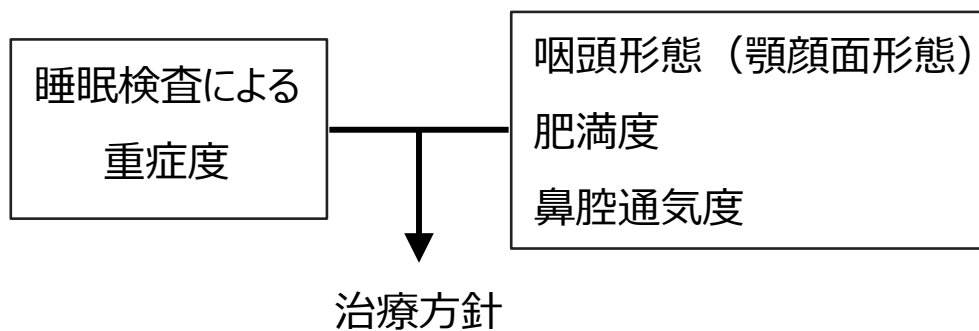 睡眠検査による
重症度
咽頭形態（顎顔面形態）
肥満度
鼻腔通気度
治療方針